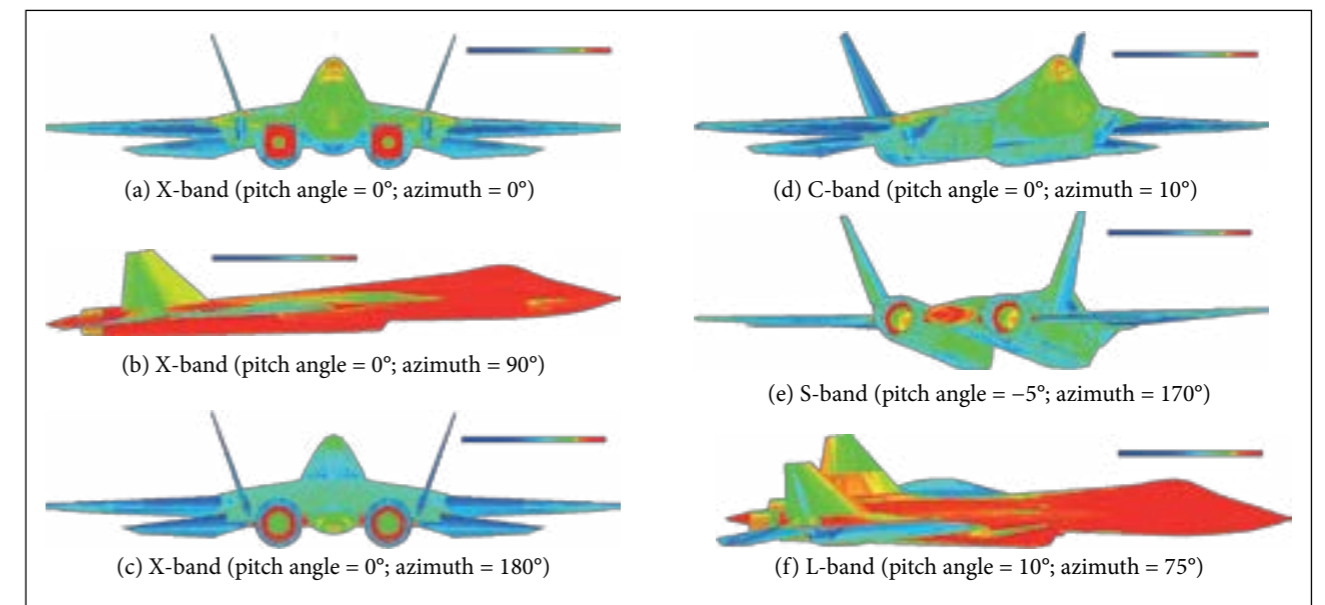 (a) X-band (pitch angle = 0°; azimuth = 0°)
(b) X-band (pitch angle = 0°; azimuth = 90°)
(c) X-band (pitch angle = 0°; azimuth = 180°)
(d) C-band (pitch angle = 0°; azimuth = 10°)
(e) S-band (pitch angle = −5°; azimuth = 170°)
(f) L-band (pitch angle = 10°; azimuth = 75°)